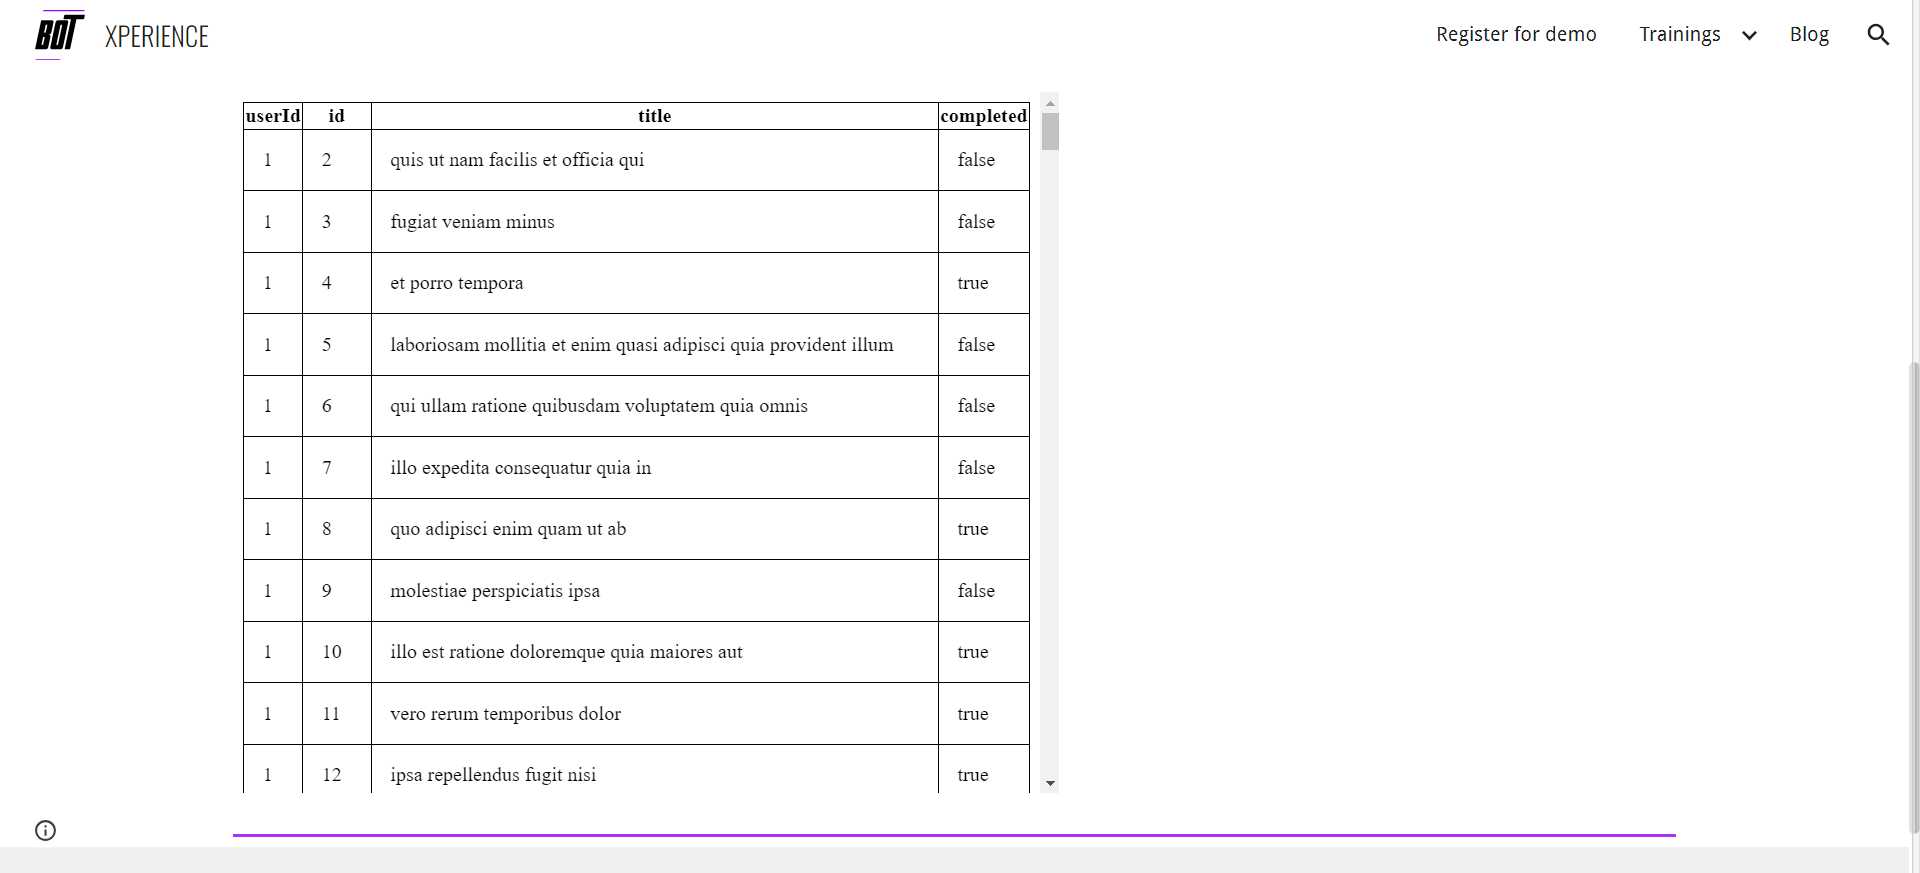 BOT XPERIENCE Register for demo Trainings Blog
userId id title completed
1 2 quis ut nam facilis et officia qui false
1 3 fugiat veniam minus false
1 4 et porro tempora true
1 5 laboriosam mollitia et enim quasi adipisci quia provident illum false
1 6 qui ullam ratione quibusdam voluptatem quia omnis false
1 7 illo expedita consequatur quia in false
1 8 quo adipisci enim quam ut ab true
1 9 molestiae perspiciatis ipsa false
1 10 illo est ratione doloremque quia maiores aut true
1 11 vero rerum temporibus dolor true
1 12 ipsa repellendus fugit nisi true